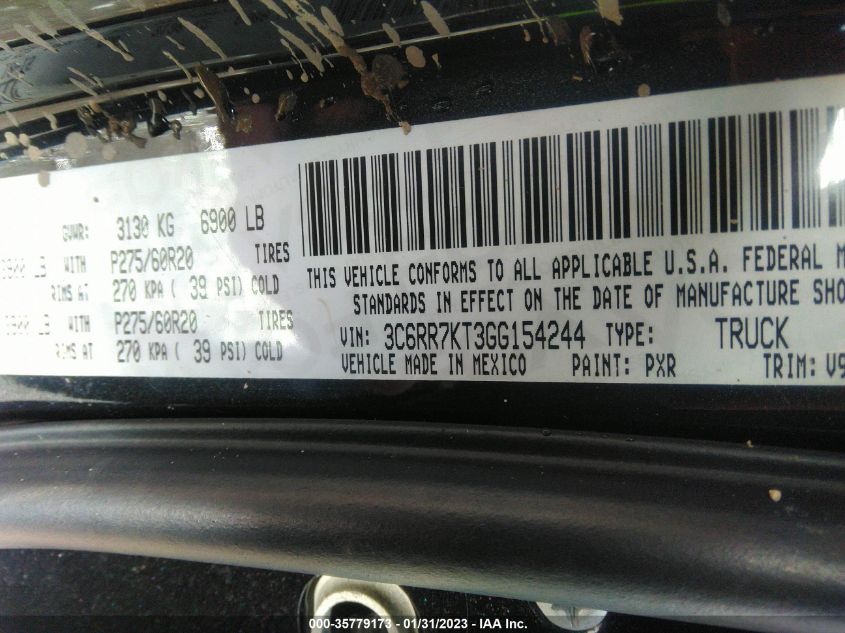 GVWR: 3130 KG 6900 LB
LB WITH P275/60R20 TIRES
RIMS AT 270 KPA ( 39 PSI) COLD
LB WITH P275/60R20 TIRES
RIMS AT 270 KPA ( 39 PSI) COLD
THIS VEHICLE CONFORMS TO ALL APPLICABLE U.S.A. FEDERAL M
STANDARDS IN EFFECT ON THE DATE OF MANUFACTURE SHO
VIN: 3C6RR7KT3GG154244 TYPE: TRUCK
VEHICLE MADE IN MEXICO PAINT: PXR TRIM: V9
000-35779173 - 01/31/2023 - IAA Inc.